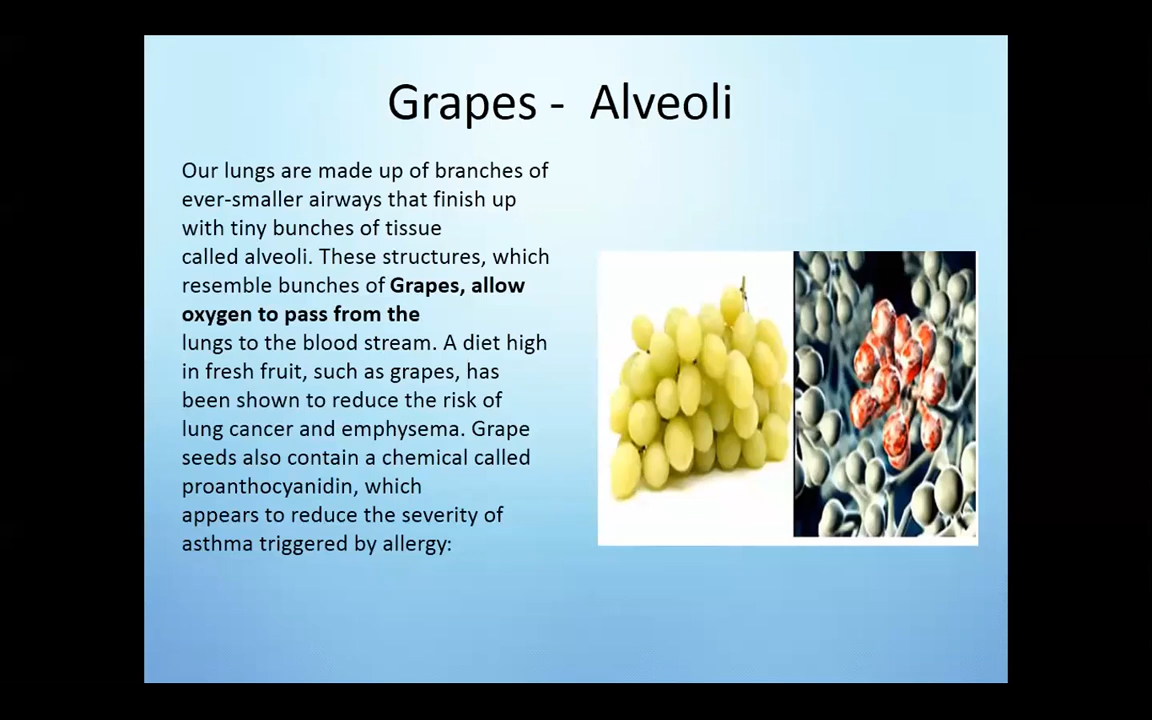 Grapes -  Alveoli
Our lungs are made up of branches of
ever-smaller airways that finish up
with tiny bunches of tissue
called alveoli. These structures, which
resemble bunches of Grapes, allow
oxygen to pass from the
lungs to the blood stream. A diet high
in fresh fruit, such as grapes, has
been shown to reduce the risk of
lung cancer and emphysema. Grape
seeds also contain a chemical called
proanthocyanidin, which
appears to reduce the severity of
asthma triggered by allergy: